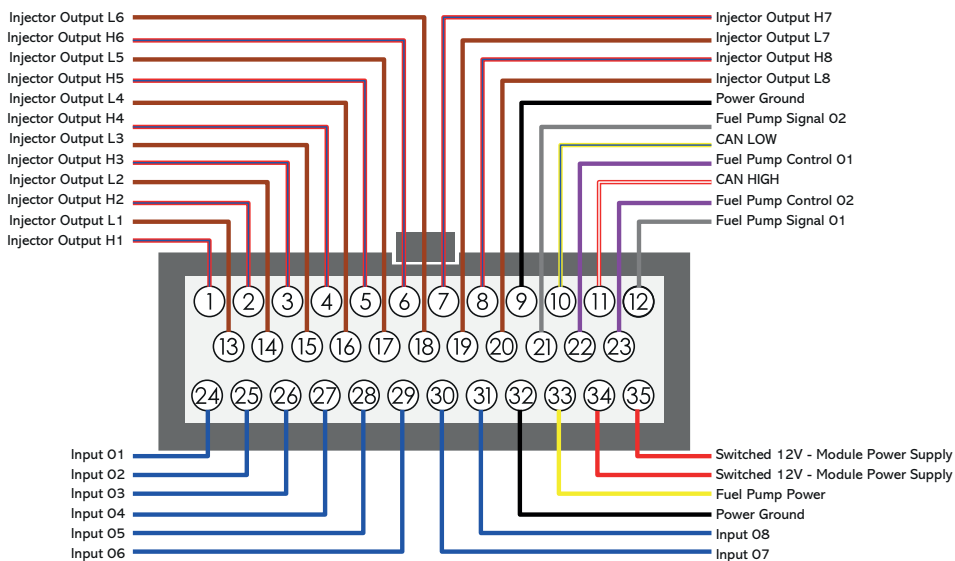 Injector Output L6
Injector Output H6
Injector Output L5
Injector Output H5
Injector Output L4
Injector Output H4
Injector Output L3
Injector Output H3
Injector Output L2
Injector Output H2
Injector Output L1
Injector Output H1
Injector Output H7
Injector Output L7
Injector Output H8
Injector Output L8
Power Ground
Fuel Pump Signal 02
CAN LOW
Fuel Pump Control 01
CAN HIGH
Fuel Pump Control 02
Fuel Pump Signal 01
1 2 3 4 5 6 7 8 9 10 11 12
13 14 15 16 17 18 19 20 21 22 23
24 25 26 27 28 29 30 31 32 33 34 35
Input 01
Input 02
Input 03
Input 04
Input 05
Input 06
Switched 12V - Module Power Supply
Switched 12V - Module Power Supply
Fuel Pump Power
Power Ground
Input 08
Input 07